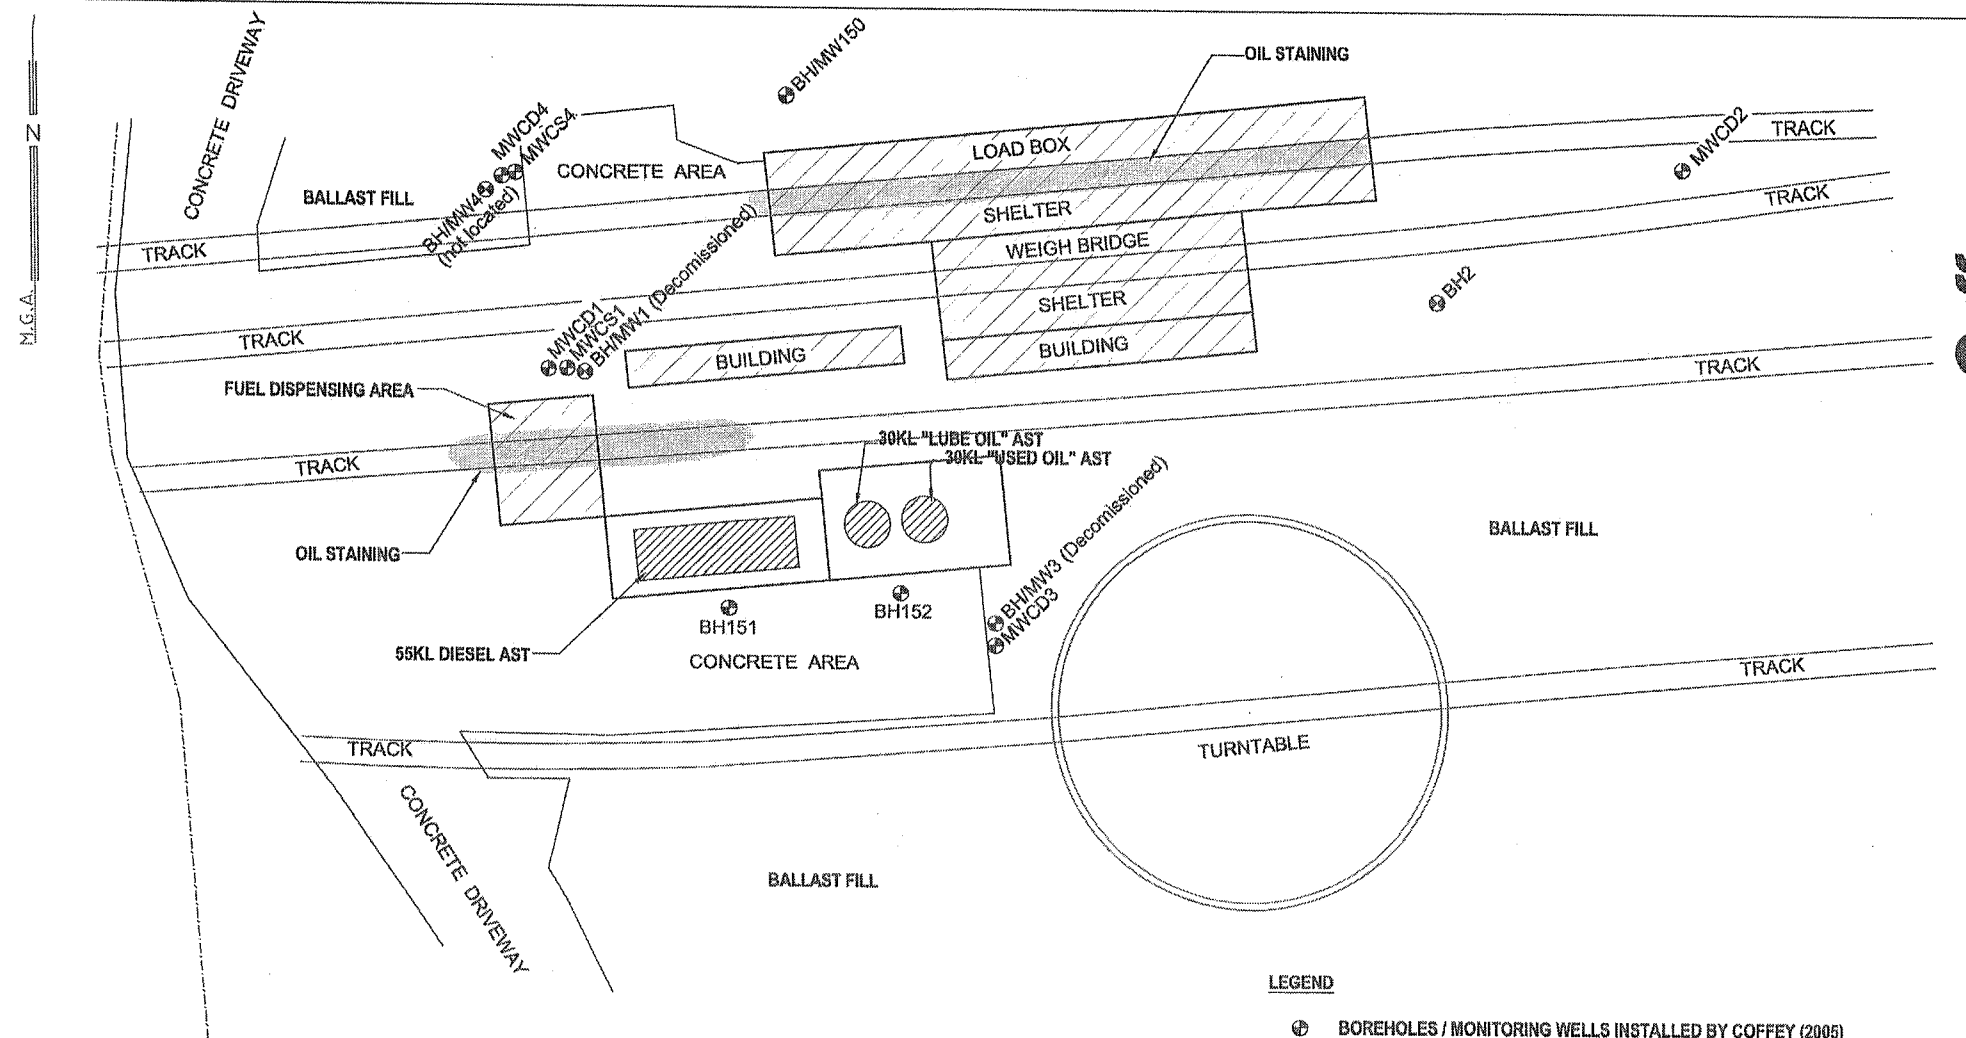 CONCRETE DRIVEWAY
BH/MW150
OIL STAINING
N
M.G.A.
MWCD4
MWCS4
BH/MW4
(not located)
BALLAST FILL
CONCRETE AREA
LOAD BOX
SHELTER
TRACK
MWCD2
TRACK
WEIGH BRIDGE
TRACK
SHELTER
BUILDING
BH2
TRACK
MWCD1
MWCS1
BH/MW1 (Decomissioned)
BUILDING
TRACK
FUEL DISPENSING AREA
TRACK
30KL "LUBE OIL" AST
30KL "USED OIL" AST
OIL STAINING
BALLAST FILL
BH/MW3 (Decomissioned)
MWCD3
BH151
BH152
55KL DIESEL AST
CONCRETE AREA
TRACK
TRACK
TURNTABLE
CONCRETE DRIVEWAY
BALLAST FILL
LEGEND
BOREHOLES / MONITORING WELLS INSTALLED BY COFFEY (2005)